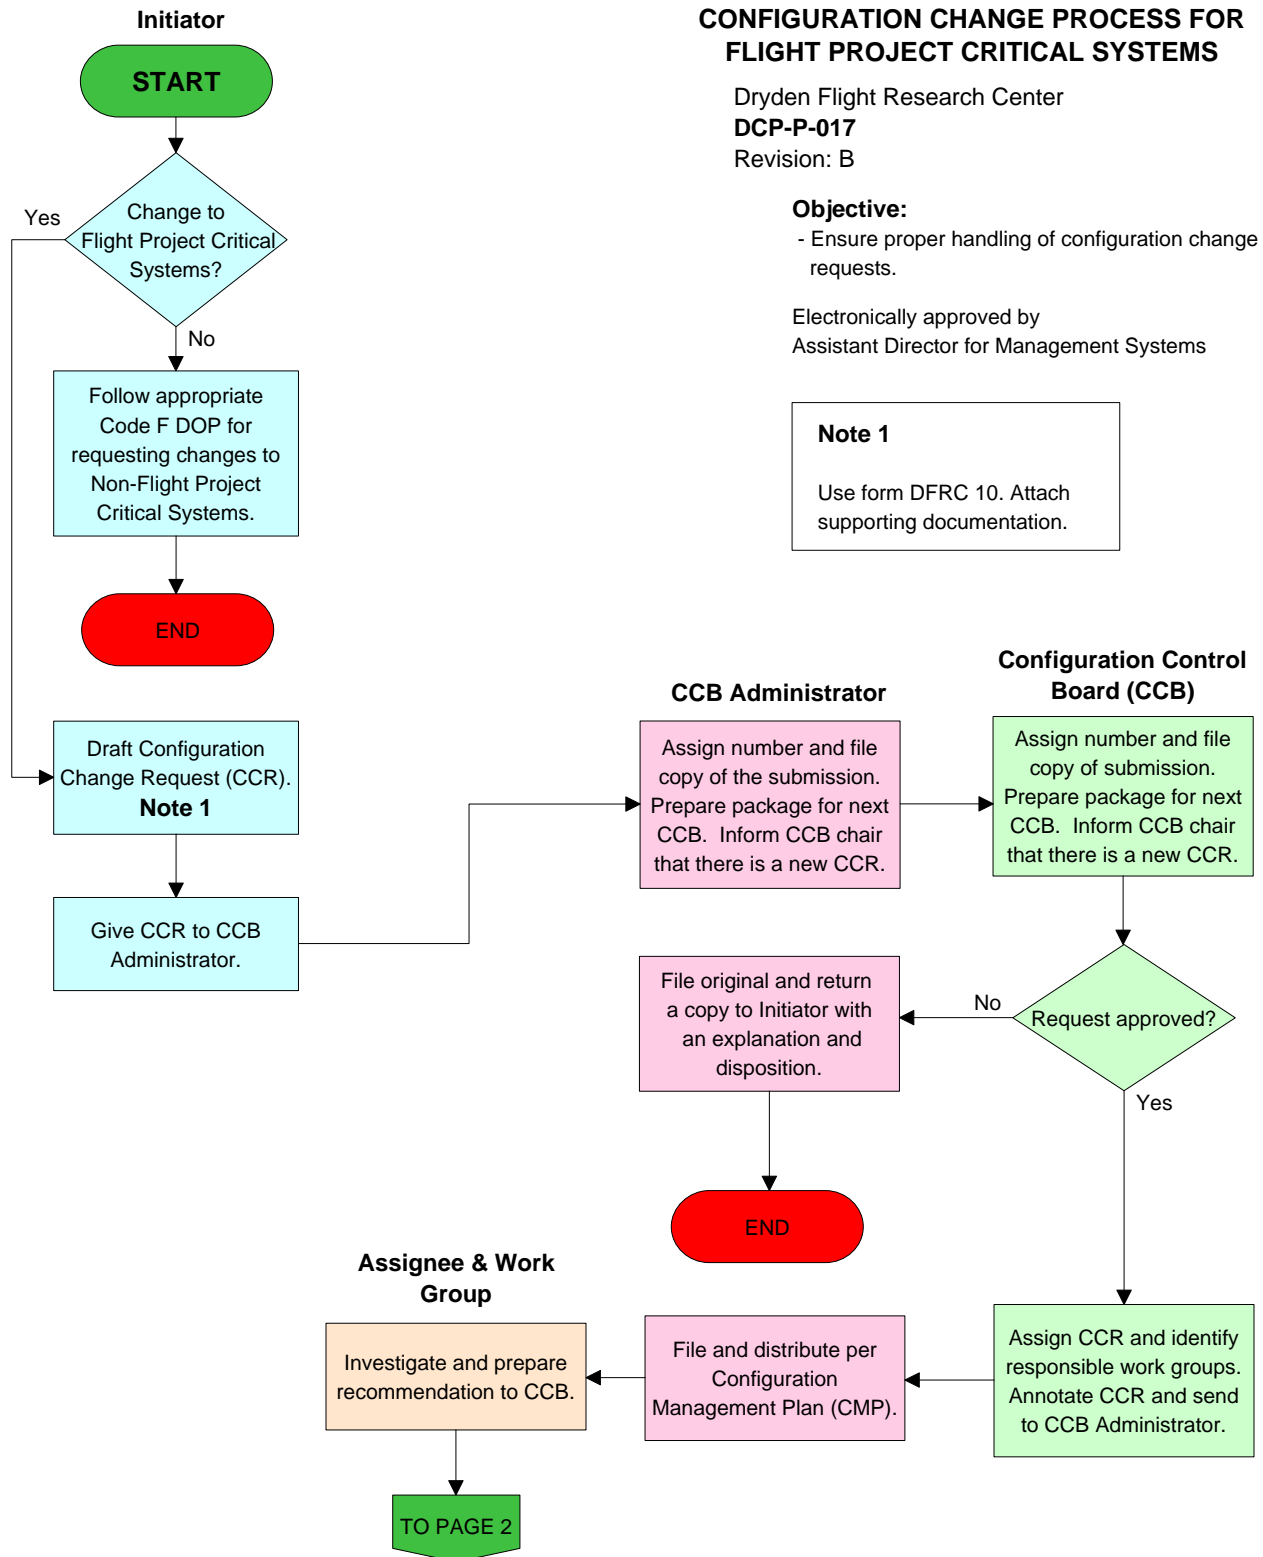 Initiator
START
Change to
Flight Project Critical
Systems?
Yes
No
Follow appropriate
Code F DOP for
requesting changes to
Non-Flight Project
Critical Systems.
END
Draft Configuration
Change Request (CCR).
Note 1
Give CCR to CCB
Administrator.
CONFIGURATION CHANGE PROCESS FOR
FLIGHT PROJECT CRITICAL SYSTEMS
Dryden Flight Research Center
DCP-P-017
Revision: B
Objective:
- Ensure proper handling of configuration change
requests.
Electronically approved by
Assistant Director for Management Systems
Note 1
Use form DFRC 10. Attach
supporting documentation.
CCB Administrator
Assign number and file
copy of the submission.
Prepare package for next
CCB. Inform CCB chair
that there is a new CCR.
Configuration Control
Board (CCB)
Assign number and file
copy of submission.
Prepare package for next
CCB. Inform CCB chair
that there is a new CCR.
Request approved?
No
Yes
File original and return
a copy to Initiator with
an explanation and
disposition.
END
Assign CCR and identify
responsible work groups.
Annotate CCR and send
to CCB Administrator.
File and distribute per
Configuration
Management Plan (CMP).
Assignee & Work
Group
Investigate and prepare
recommendation to CCB.
TO PAGE 2